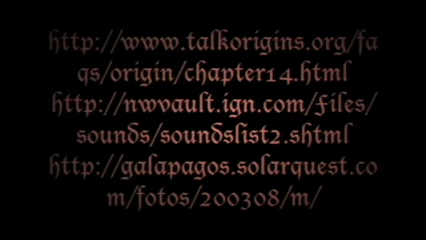 http://www.talkorigins.org/fa
qs/origin/chapter14.html
http://nwvault.ign.com/Files/
sounds/soundslist2.shtml
http://galapagos.solarquest.co
m/fotos/200308/m/